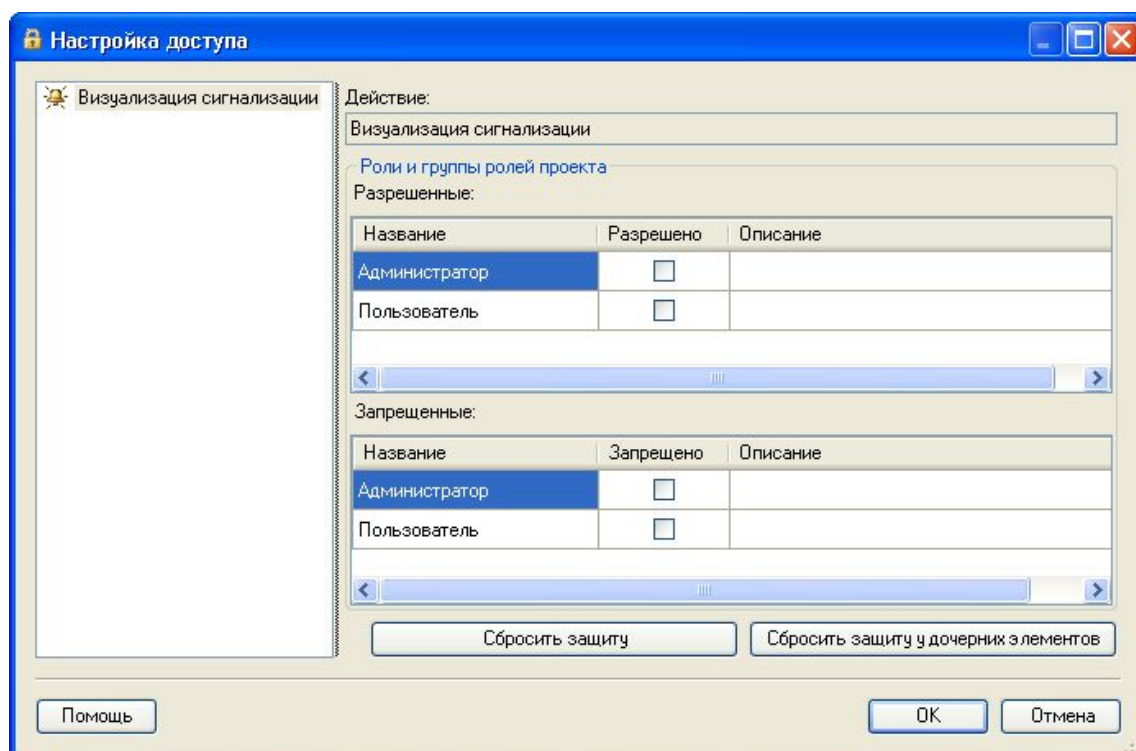 Настройка доступа
Визуализация сигнализации
Действие:
Визуализация сигнализации
Роли и группы ролей проекта
Разрешенные:
Название Разрешено Описание
Администратор
Пользователь
Запрещенные:
Название Запрещено Описание
Администратор
Пользователь
Сбросить защиту Сбросить защиту у дочерних элементов
Помощь OK Отмена